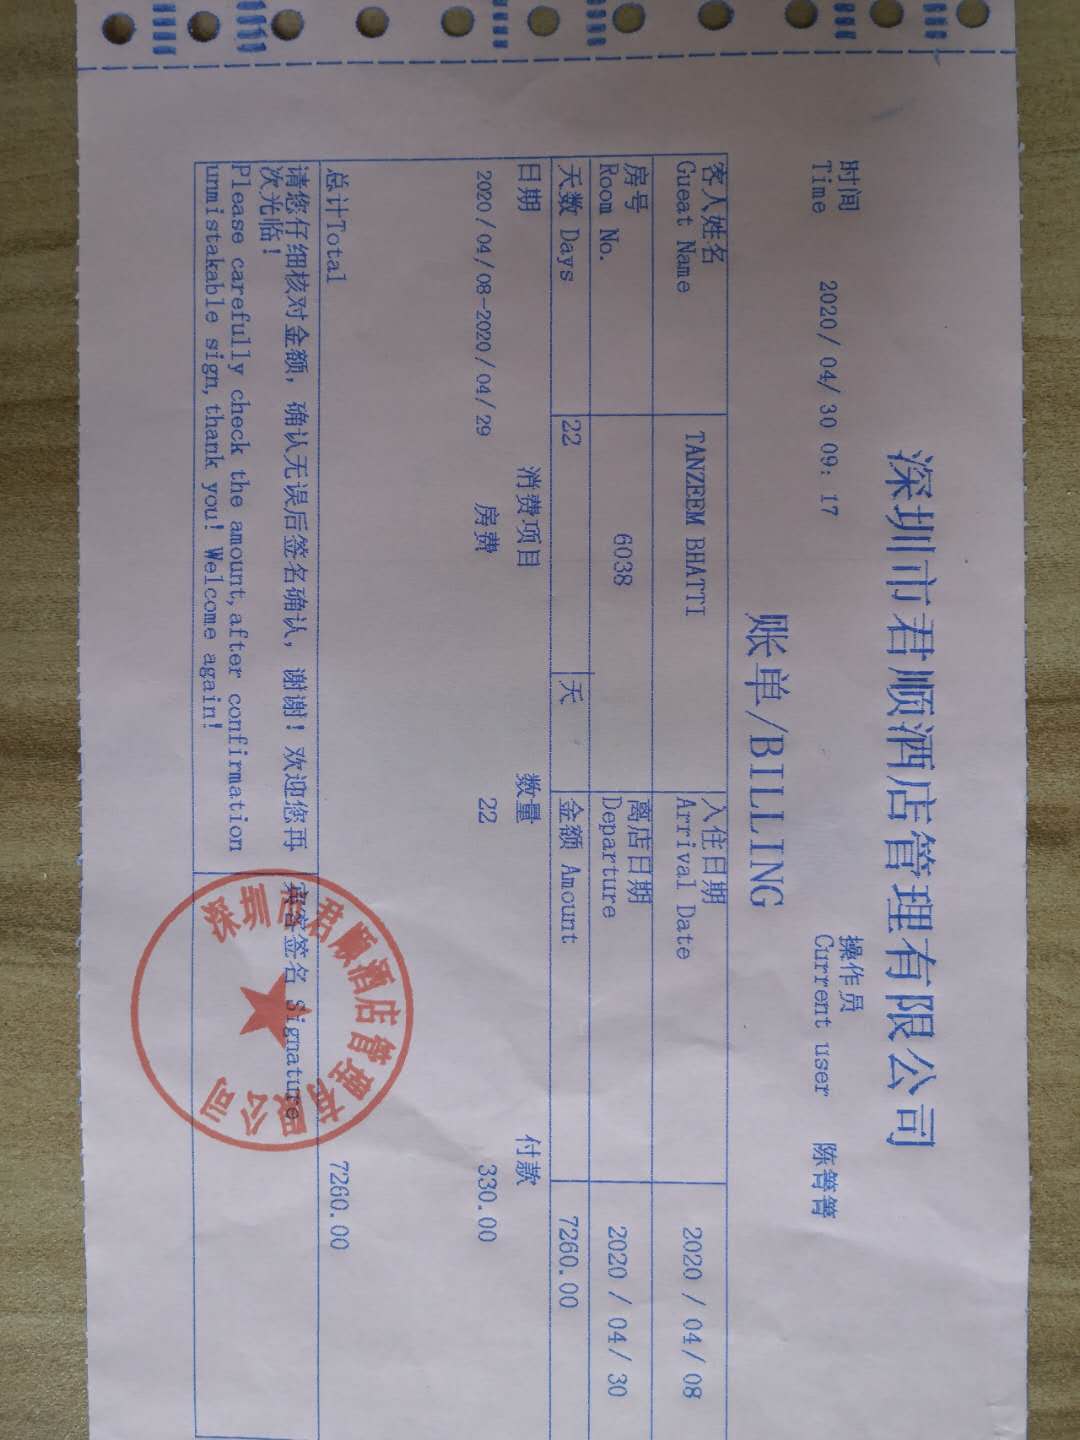 深圳市君顺酒店管理有限公司
时间 操作员
Time 2020/04/30 09:17 Current user 陈箐箐
账单/BILLING
客人姓名 TANZEEM BHATTI 入住日期 2020 / 04/ 08
Gueat Name Arrival Date
房号 6038 离店日期 2020 / 04/ 30
Room No. Departure
天数 Days 22 天 金额 Amount 7260.00
日期 消费项目 数量 付款
2020/04/08-2020/04/29 房费 22 330.00
总计Total 7260.00
请您仔细核对金额，确认无误后签名确认，谢谢！欢迎您再 宾客签名 Signature
次光临！
Please carefully check the amount,after confirmation
unmistakable sign,thank you! Welcome again!
深圳市君顺酒店管理有限公司